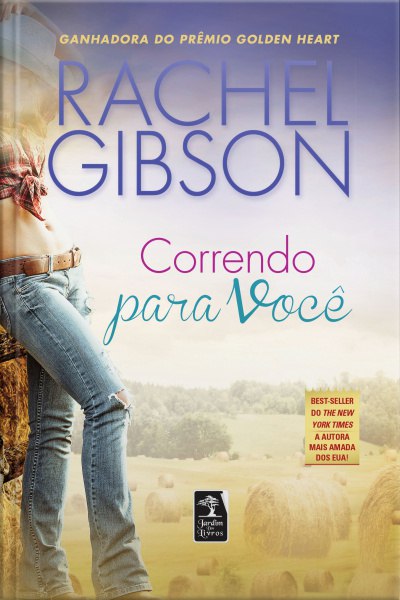 GANHADORA DO PRÊMIO GOLDEN HEART
RACHEL
GIBSON
Correndo
para Você
BEST-SELLER
DO THE NEW
YORK TIMES
A AUTORA
MAIS AMADA
DOS EUA!
Jardim
dos
Livros